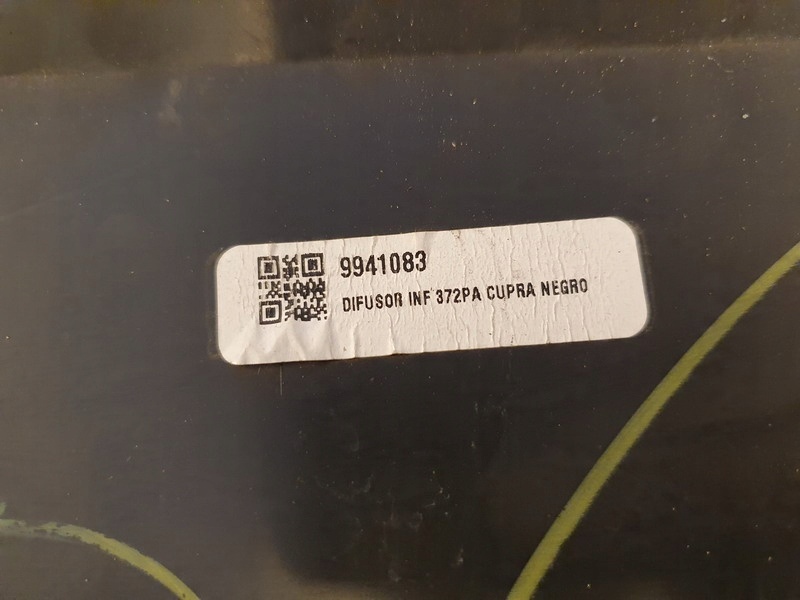 9941083
DIFUSOR INF 372PA CUPRA NEGRO